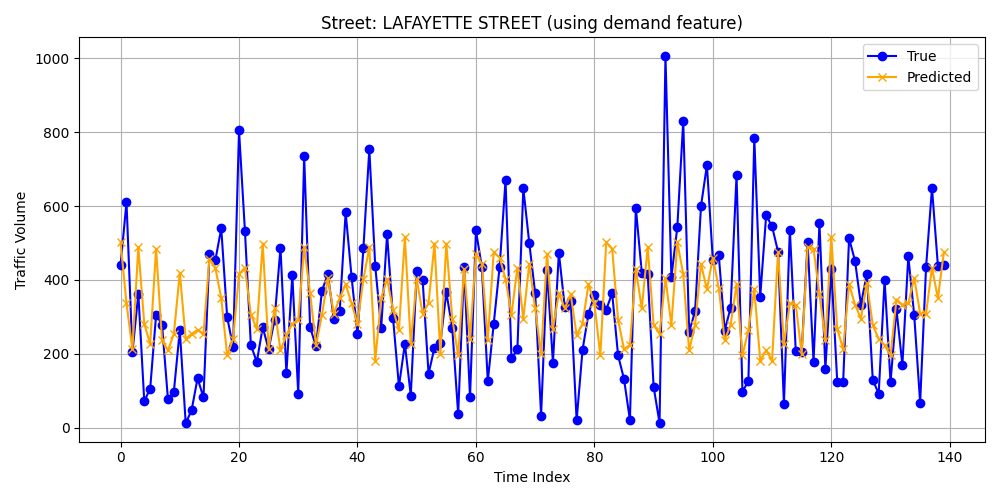 Street: LAFAYETTE STREET (using demand feature)
True
Predicted
Traffic Volume
1000
800
600
400
200
0
0 20 40 60 80 100 120 140
Time Index